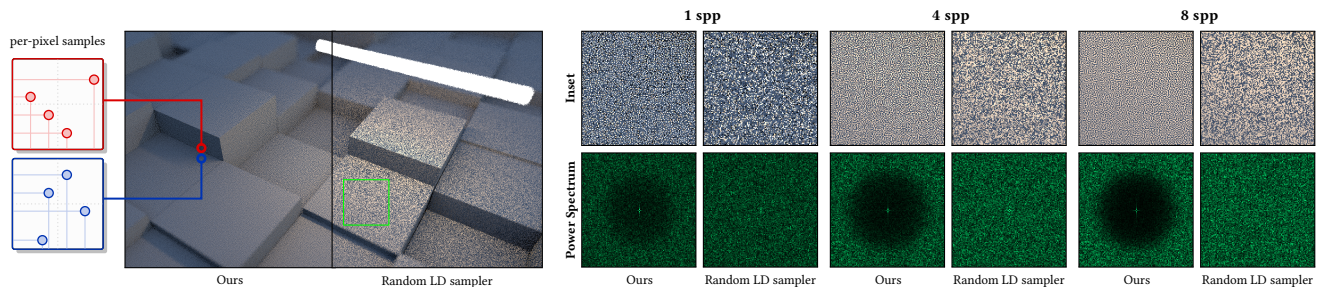 per-pixel samples
Ours
Random LD sampler
1 spp
4 spp
8 spp
Inset
Power Spectrum
Ours
Random LD sampler
Ours
Random LD sampler
Ours
Random LD sampler